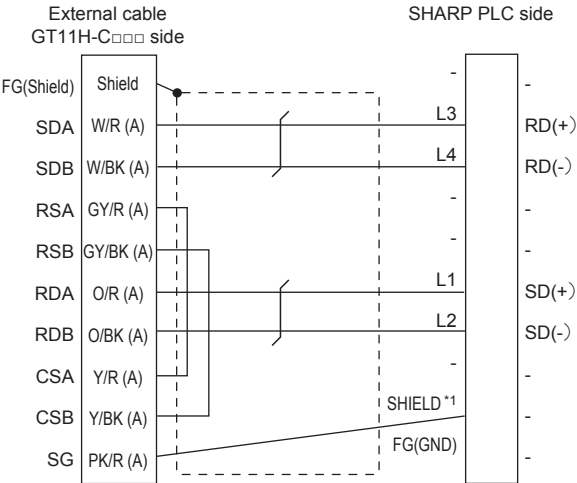 External cable SHARP PLC side
GT11H-C□□□ side
FG(Shield) Shield - -
SDA W/R (A) L3 RD(+)
SDB W/BK (A) L4 RD(-)
RSA GY/R (A) - -
RSB GY/BK (A) - -
RDA O/R (A) L1 SD(+)
RDB O/BK (A) L2 SD(-)
CSA Y/R (A) - -
CSB Y/BK (A) SHIELD *1 -
SG PK/R (A) FG(GND) -